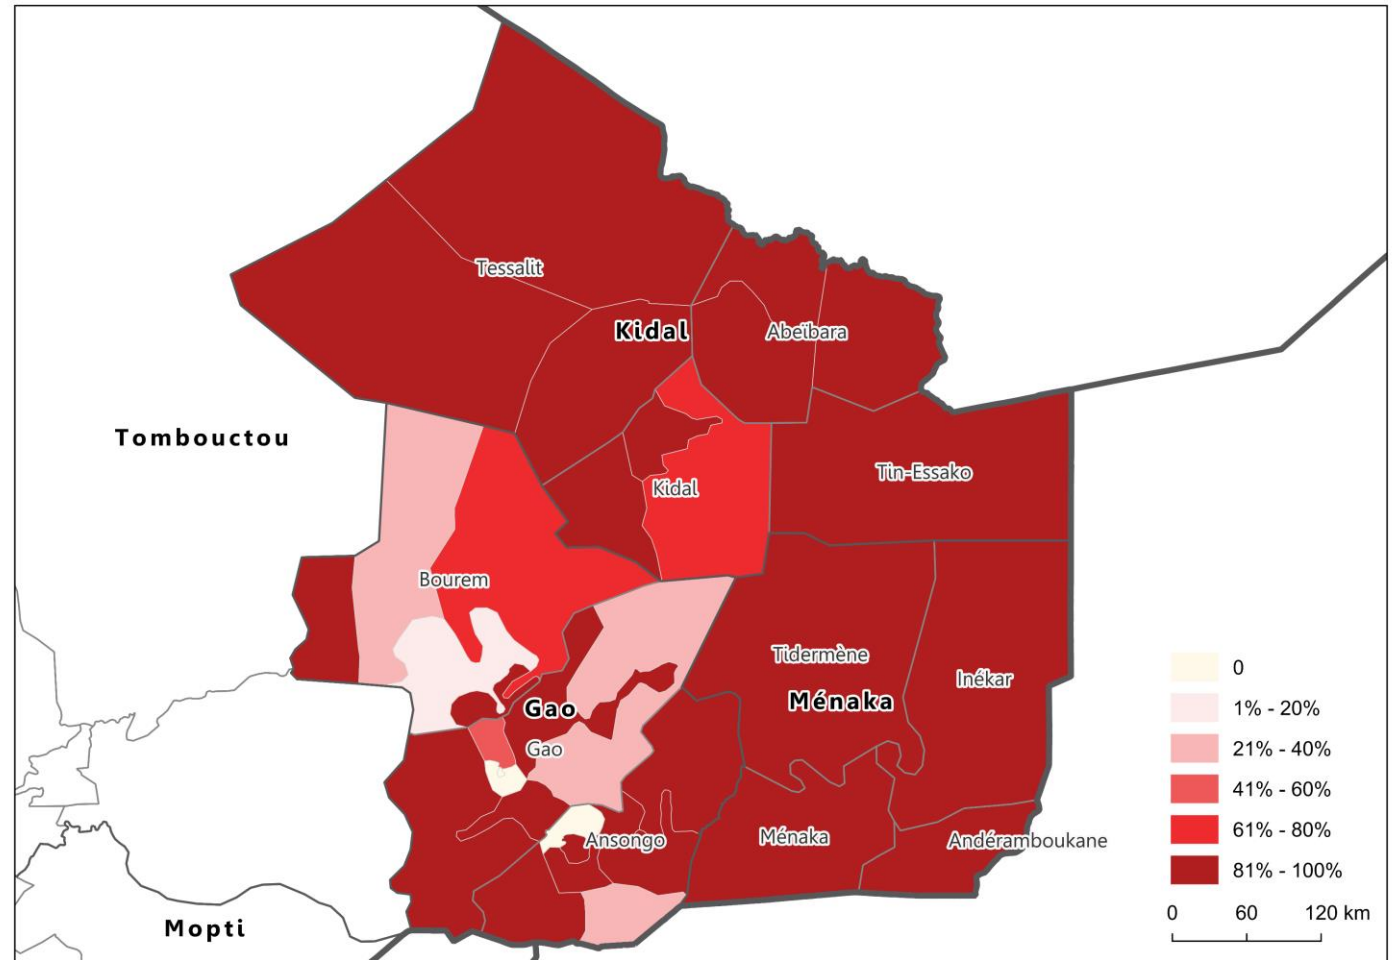 Tessalit
Kidal
Abeïbara
Tombouctou
Tin-Essako
Kidal
Bourem
Tidermène
Inékar
Ménaka
Gao
Gao
Ansongo
Ménaka
Andéramboukane
Mopti
0
1% - 20%
21% - 40%
41% - 60%
61% - 80%
81% - 100%
0 60 120 km